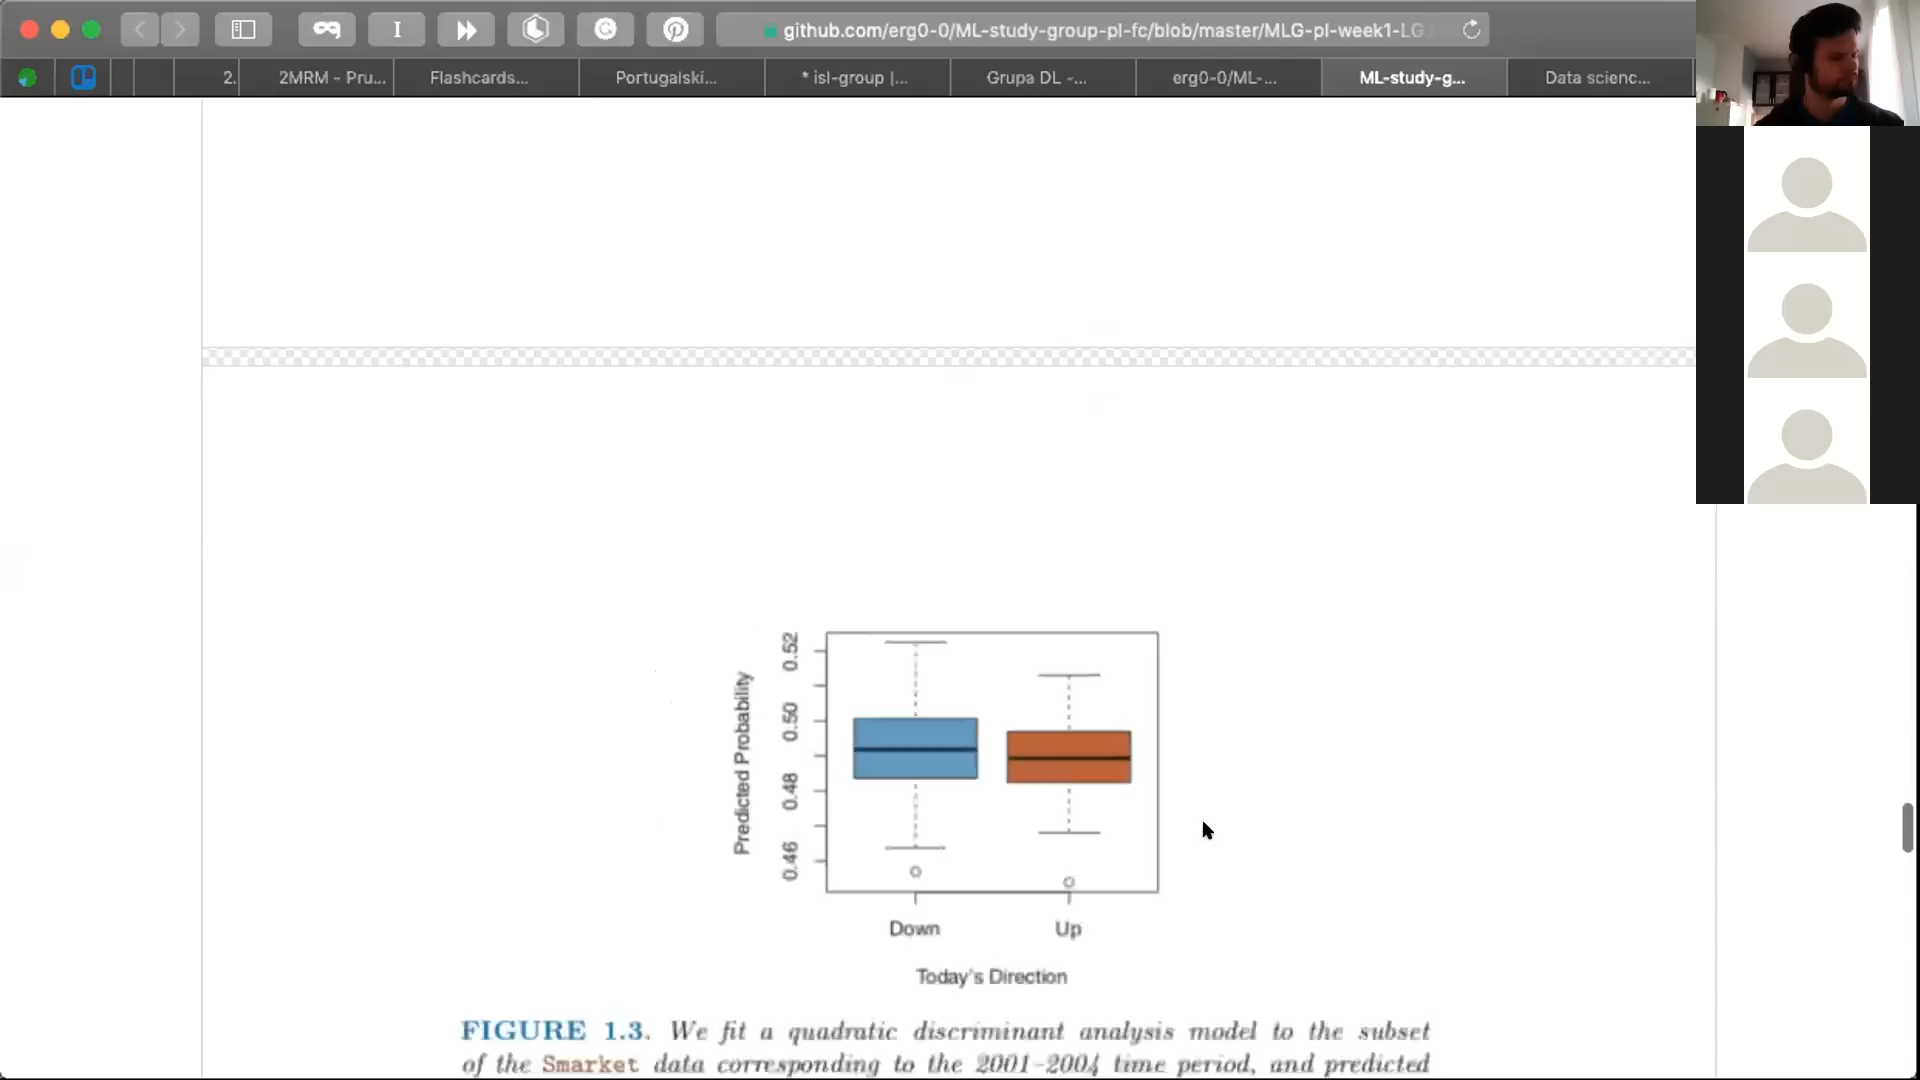 github.com/erg0-0/ML-study-group-pl-fc/blob/master/MLG-pl-week1-LG
2.
2MRM - Pru...
Flashcards...
Portugalski...
* isl-group |...
Grupa DL -...
erg0-0/ML-...
ML-study-g...
Data scienc...
0.52
0.50
0.48
0.46
Predicted Probability
Down
Up
Today's Direction
FIGURE 1.3. We fit a quadratic discriminant analysis model to the subset
of the Smarket data corresponding to the 2001–2004 time period, and predicted